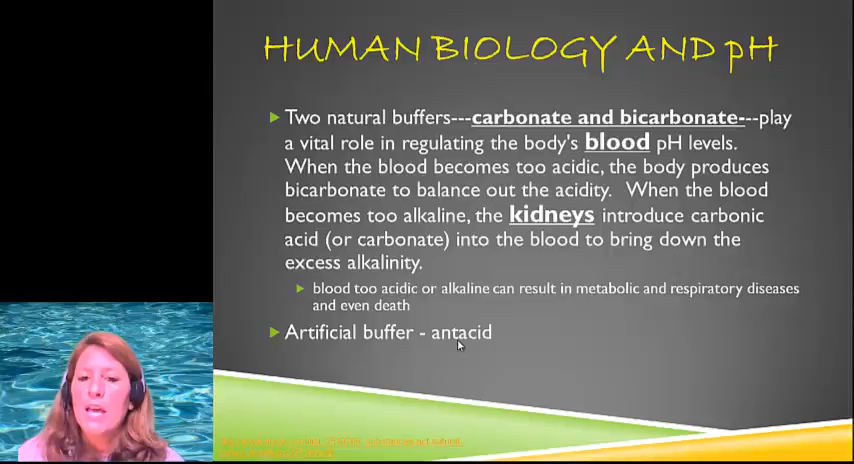 HUMAN BIOLOGY AND pH
Two natural buffers---carbonate and bicarbonate---play
a vital role in regulating the body's blood pH levels.
When the blood becomes too acidic, the body produces
bicarbonate to balance out the acidity. When the blood
becomes too alkaline, the kidneys introduce carbonic
acid (or carbonate) into the blood to bring down the
excess alkalinity.
blood too acidic or alkaline can result in metabolic and respiratory diseases
and even death
Artificial buffer - antacid